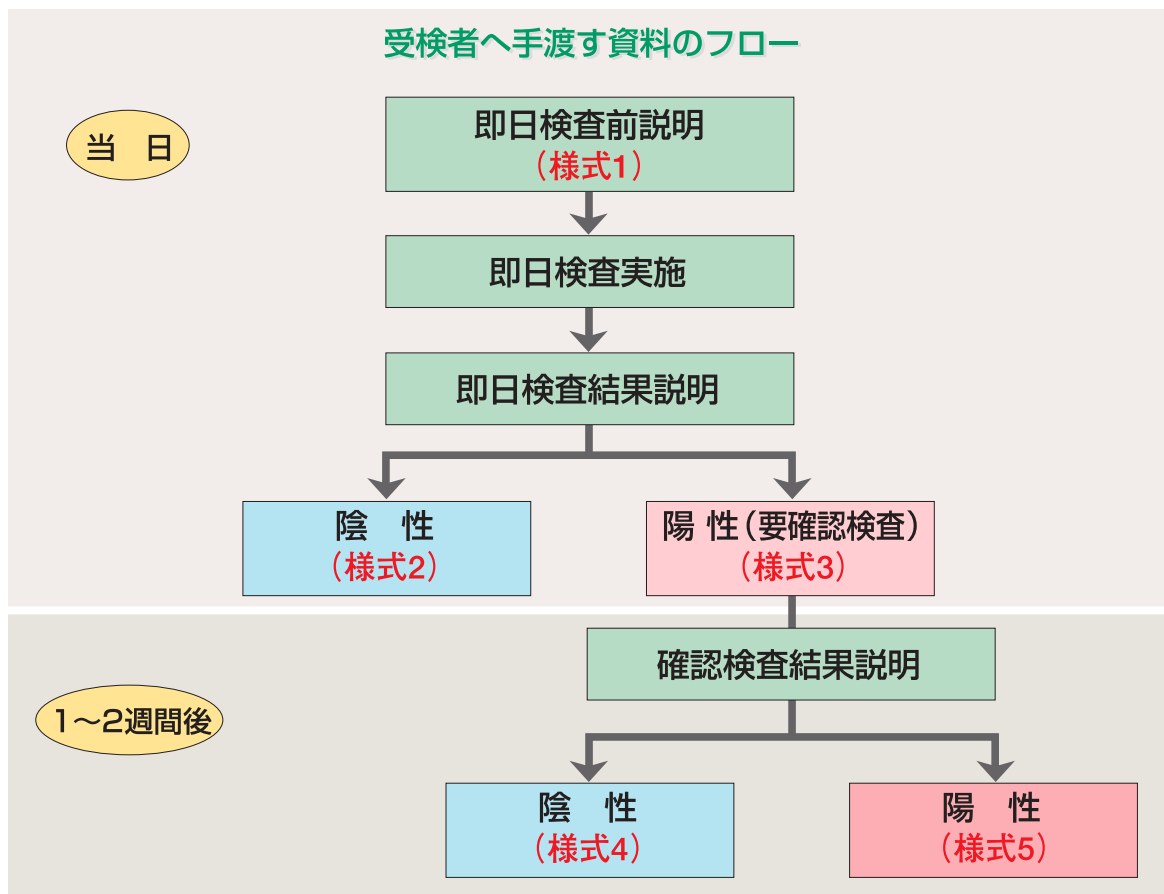 受検者へ手渡す資料のフロー
当　日
即日検査前説明
（様式1）
即日検査実施
即日検査結果説明
陰　性
（様式2）
陽 性（要確認検査）
（様式3）
確認検査結果説明
1〜2週間後
陰　性
（様式4）
陽　性
（様式5）